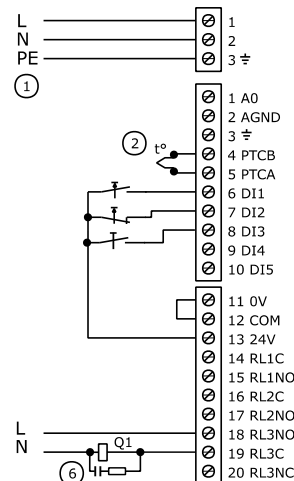 L 1
N 2
PE 3
1
1 A0
2 AGND
2 t° 3
4 PTCB
5 PTCA
6 DI1
7 DI2
8 DI3
9 DI4
10 DI5
11 0V
12 COM
13 24V
14 RL1C
15 RL1NO
16 RL2C
17 RL2NO
L 18 RL3NO
N Q1 19 RL3C
6 20 RL3NC